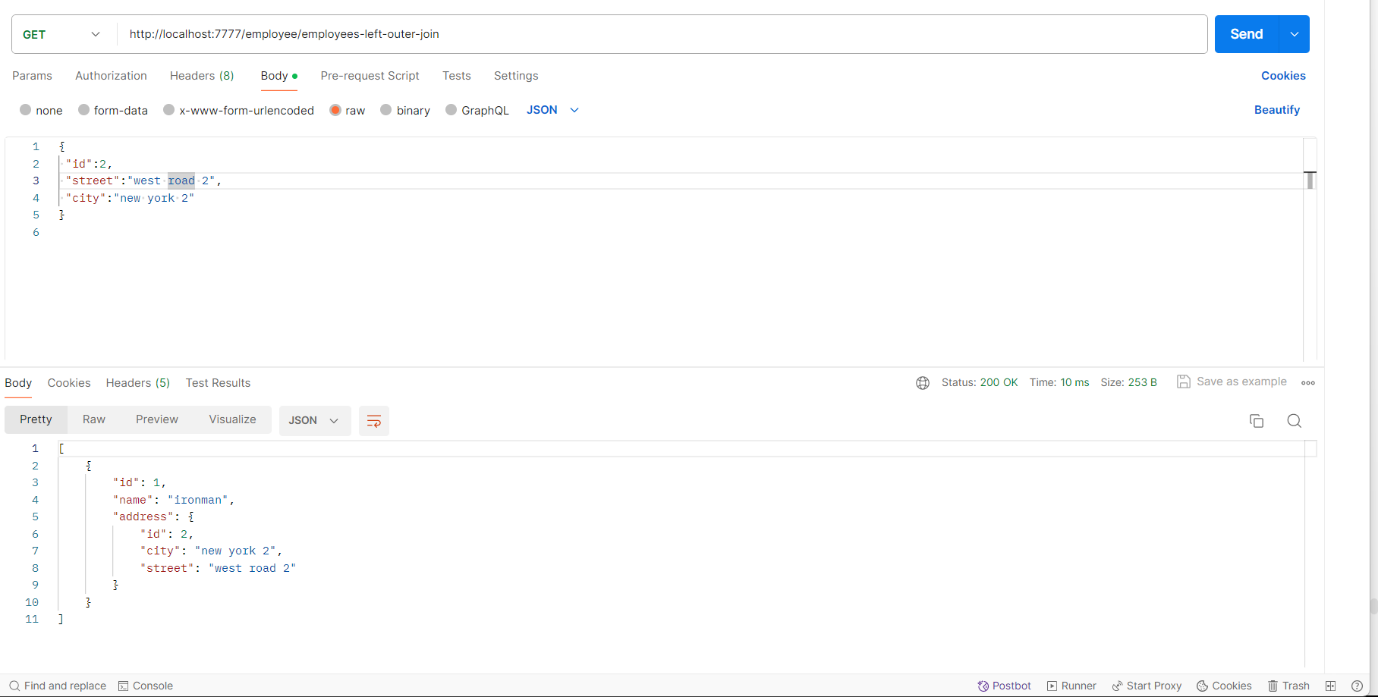 GET http://localhost:7777/employee/employees-left-outer-join Send
Params Authorization Headers (8) Body Pre-request Script Tests Settings Cookies
none form-data x-www-form-urlencoded raw binary GraphQL JSON Beautify
1 {
2 "id":2,
3 "street":"west road 2",
4 "city":"new york 2"
5 }
6
Body Cookies Headers (5) Test Results Status: 200 OK Time: 10 ms Size: 253 B Save as example
Pretty Raw Preview Visualize JSON
1 [
2 {
3 "id": 1,
4 "name": "ironman",
5 "address": {
6 "id": 2,
7 "city": "new york 2",
8 "street": "west road 2"
9 }
10 }
11 ]
Find and replace Console Postbot Runner Start Proxy Cookies Trash